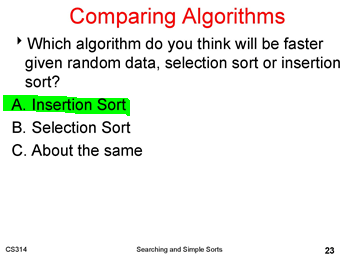 Comparing Algorithms
Which algorithm do you think will be faster
given random data, selection sort or insertion
sort?
A. Insertion Sort
B. Selection Sort
C. About the same
CS314
Searching and Simple Sorts
23